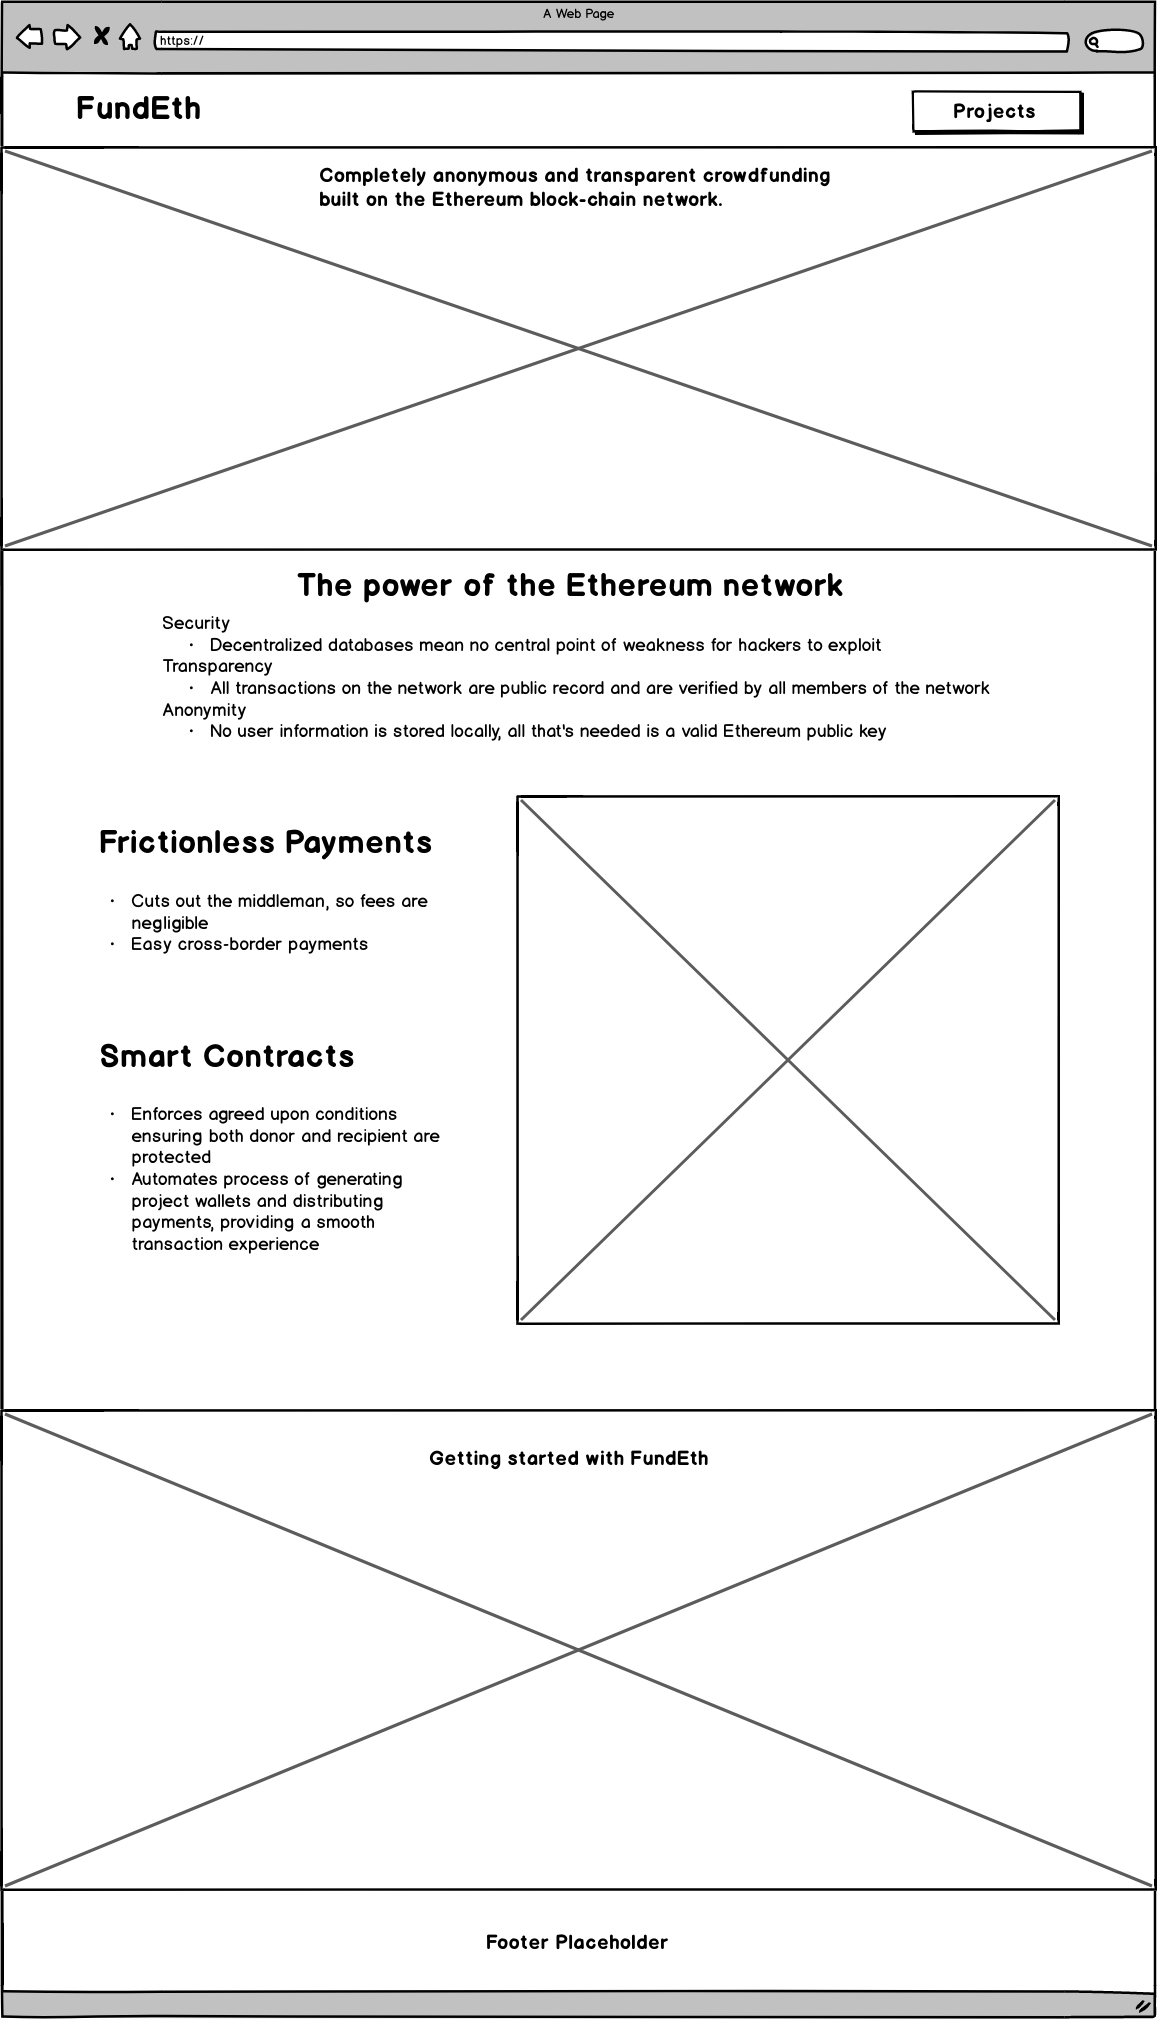 A Web Page
https://
FundEth
Projects
Completely anonymous and transparent crowdfunding
built on the Ethereum block-chain network.
The power of the Ethereum network
Security
• Decentralized databases mean no central point of weakness for hackers to exploit
Transparency
• All transactions on the network are public record and are verified by all members of the network
Anonymity
• No user information is stored locally, all that's needed is a valid Ethereum public key
Frictionless Payments
• Cuts out the middleman, so fees are
negligible
• Easy cross-border payments
Smart Contracts
• Enforces agreed upon conditions
ensuring both donor and recipient are
protected
• Automates process of generating
project wallets and distributing
payments, providing a smooth
transaction experience
Getting started with FundEth
Footer Placeholder